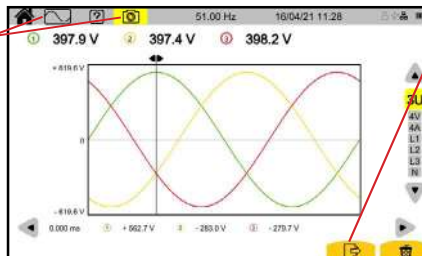 ? 51.00 Hz 16/04/21 11:28
1 397.9 V 2 397.4 V 3 398.2 V
+ 819.6 V
0
- 819.6 V
3U
4V
4A
L1
L2
L3
N
0.000 ms 1 + 562.7 V 2 - 283.0 V 3 - 279.7 V